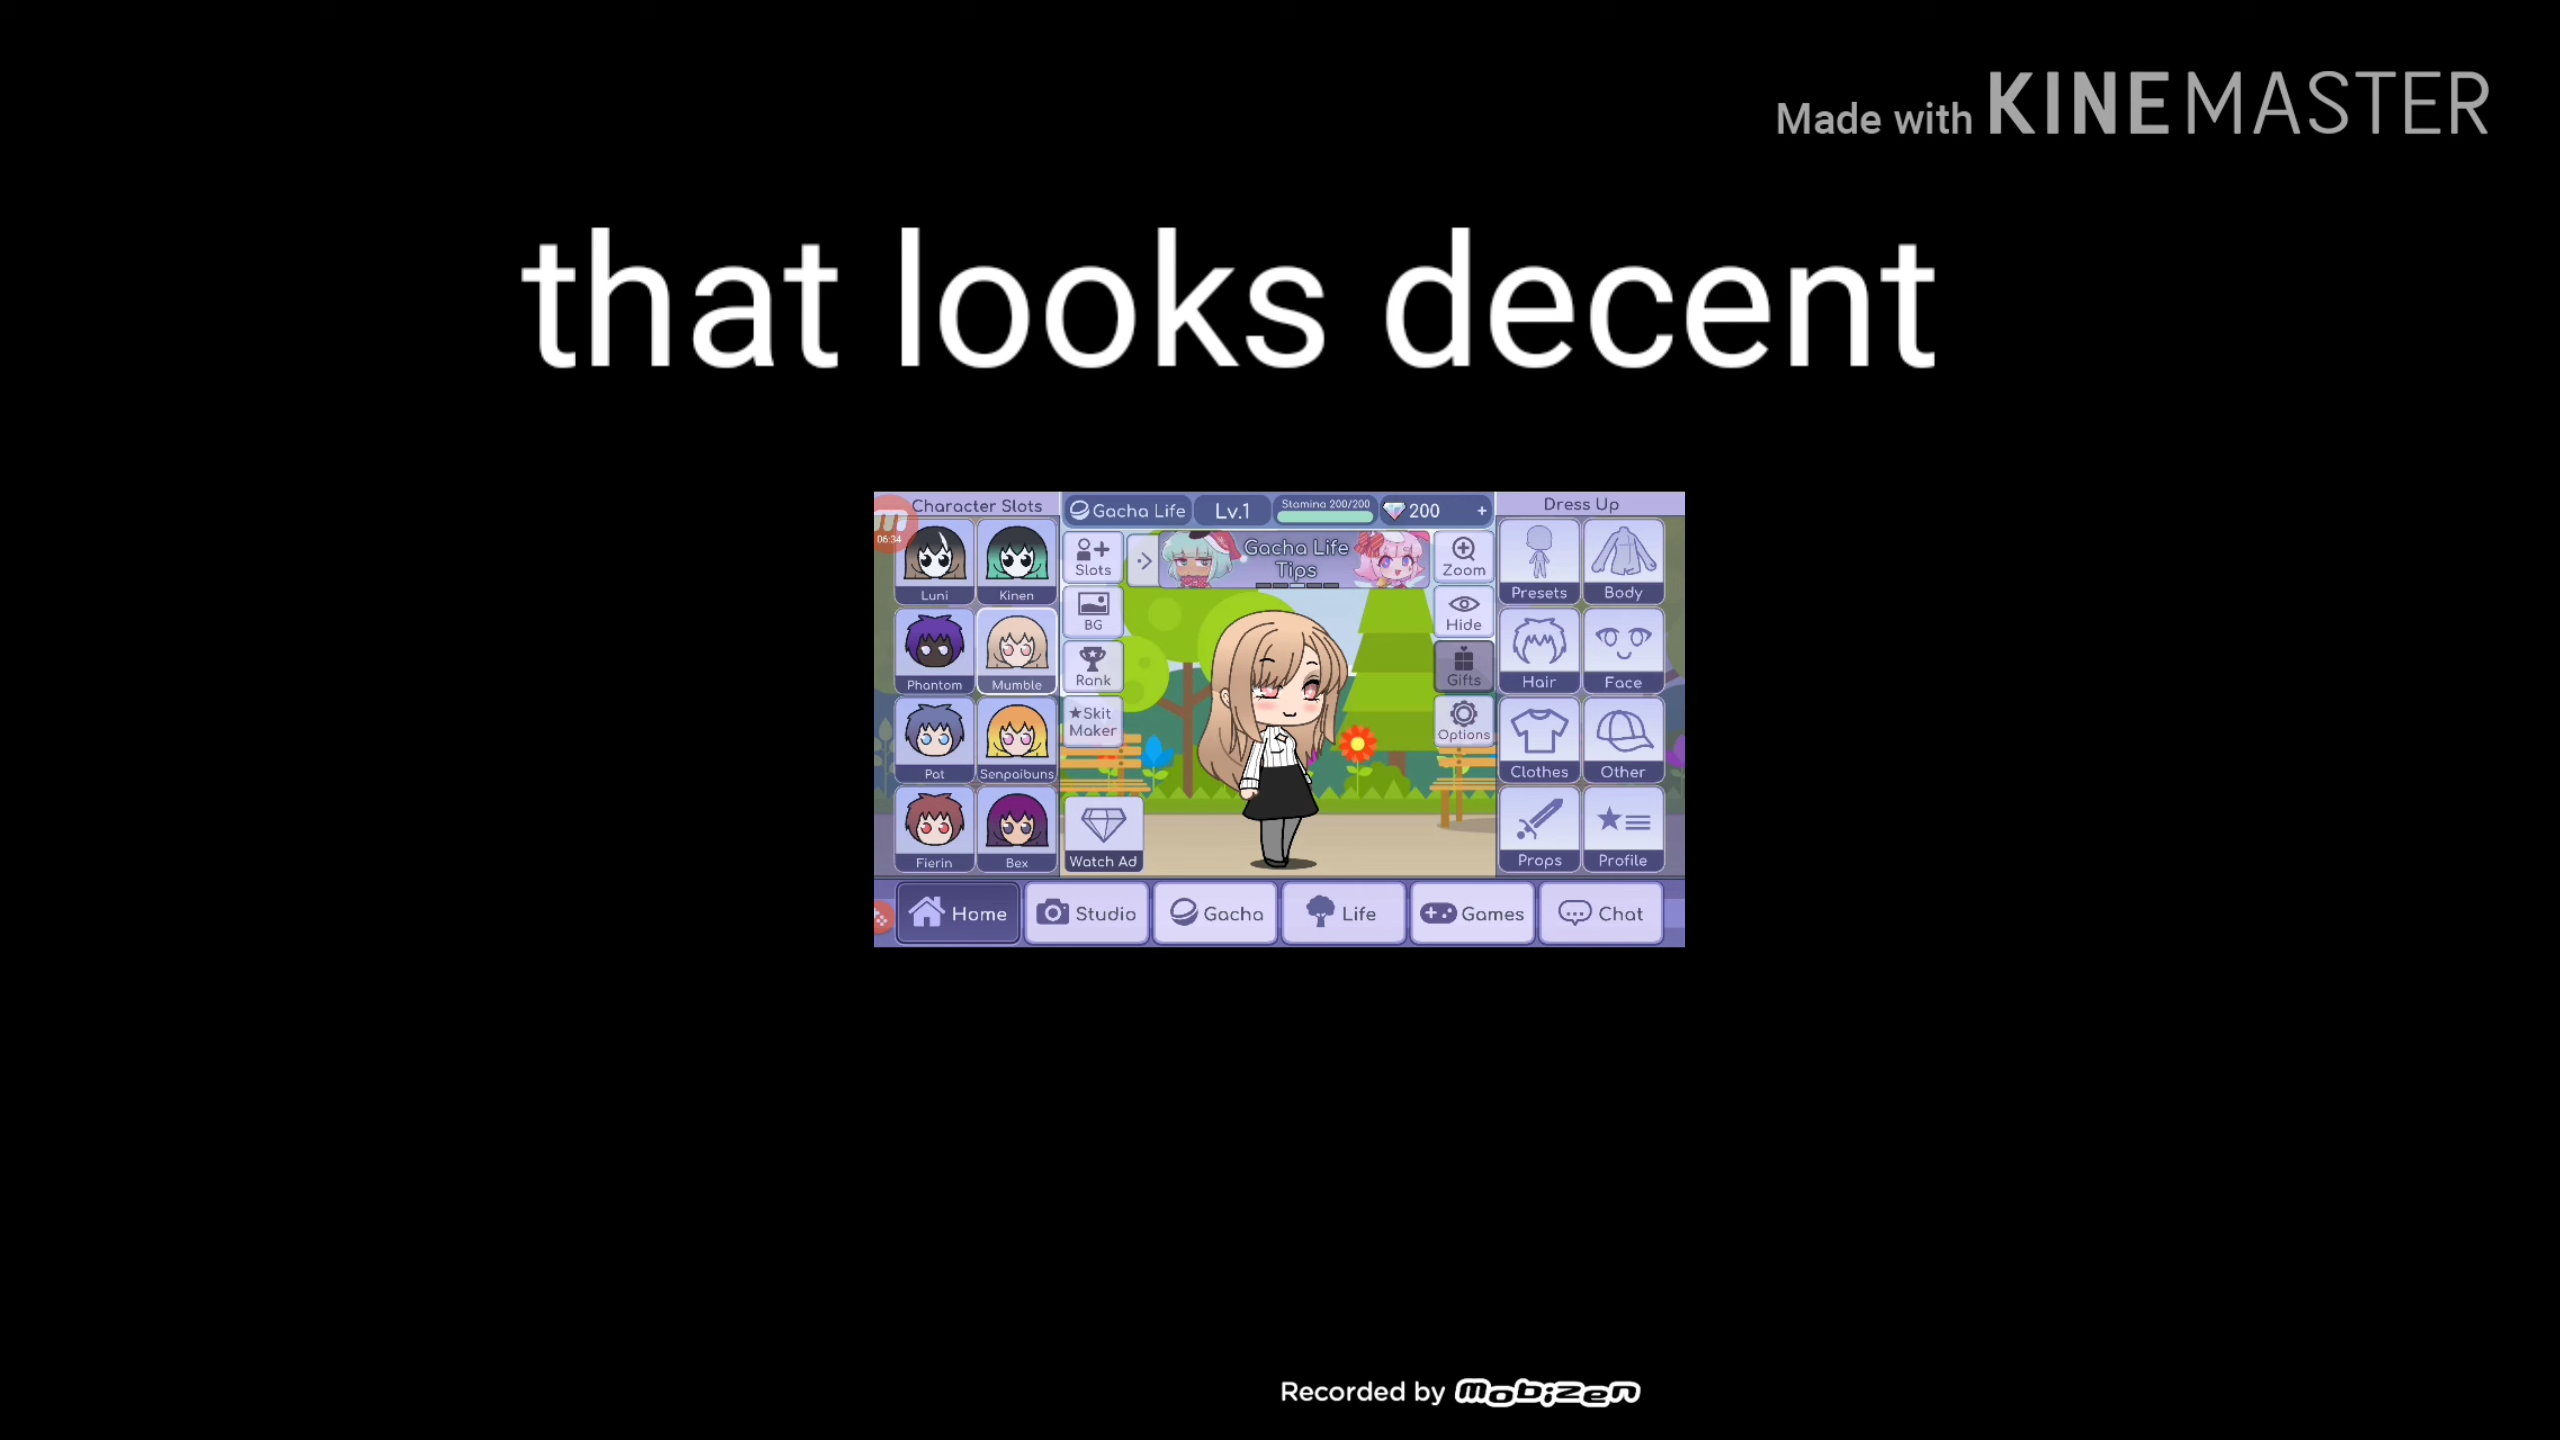 Made with KINEMASTER
that looks decent
Character Slots
Gacha Life
Lv.1
Stamina 200/200
200
+
Dress Up
06:34
Luni
Kinen
Slots
Gacha Life
Tips
Zoom
Presets
Body
BG
Hide
Phantom
Mumble
Rank
Gifts
Hair
Face
Skit
Maker
Options
Pat
Senpaibuns
Clothes
Other
Fierin
Bex
Watch Ad
Props
Profile
Home
Studio
Gacha
Life
Games
Chat
Recorded by mobizen